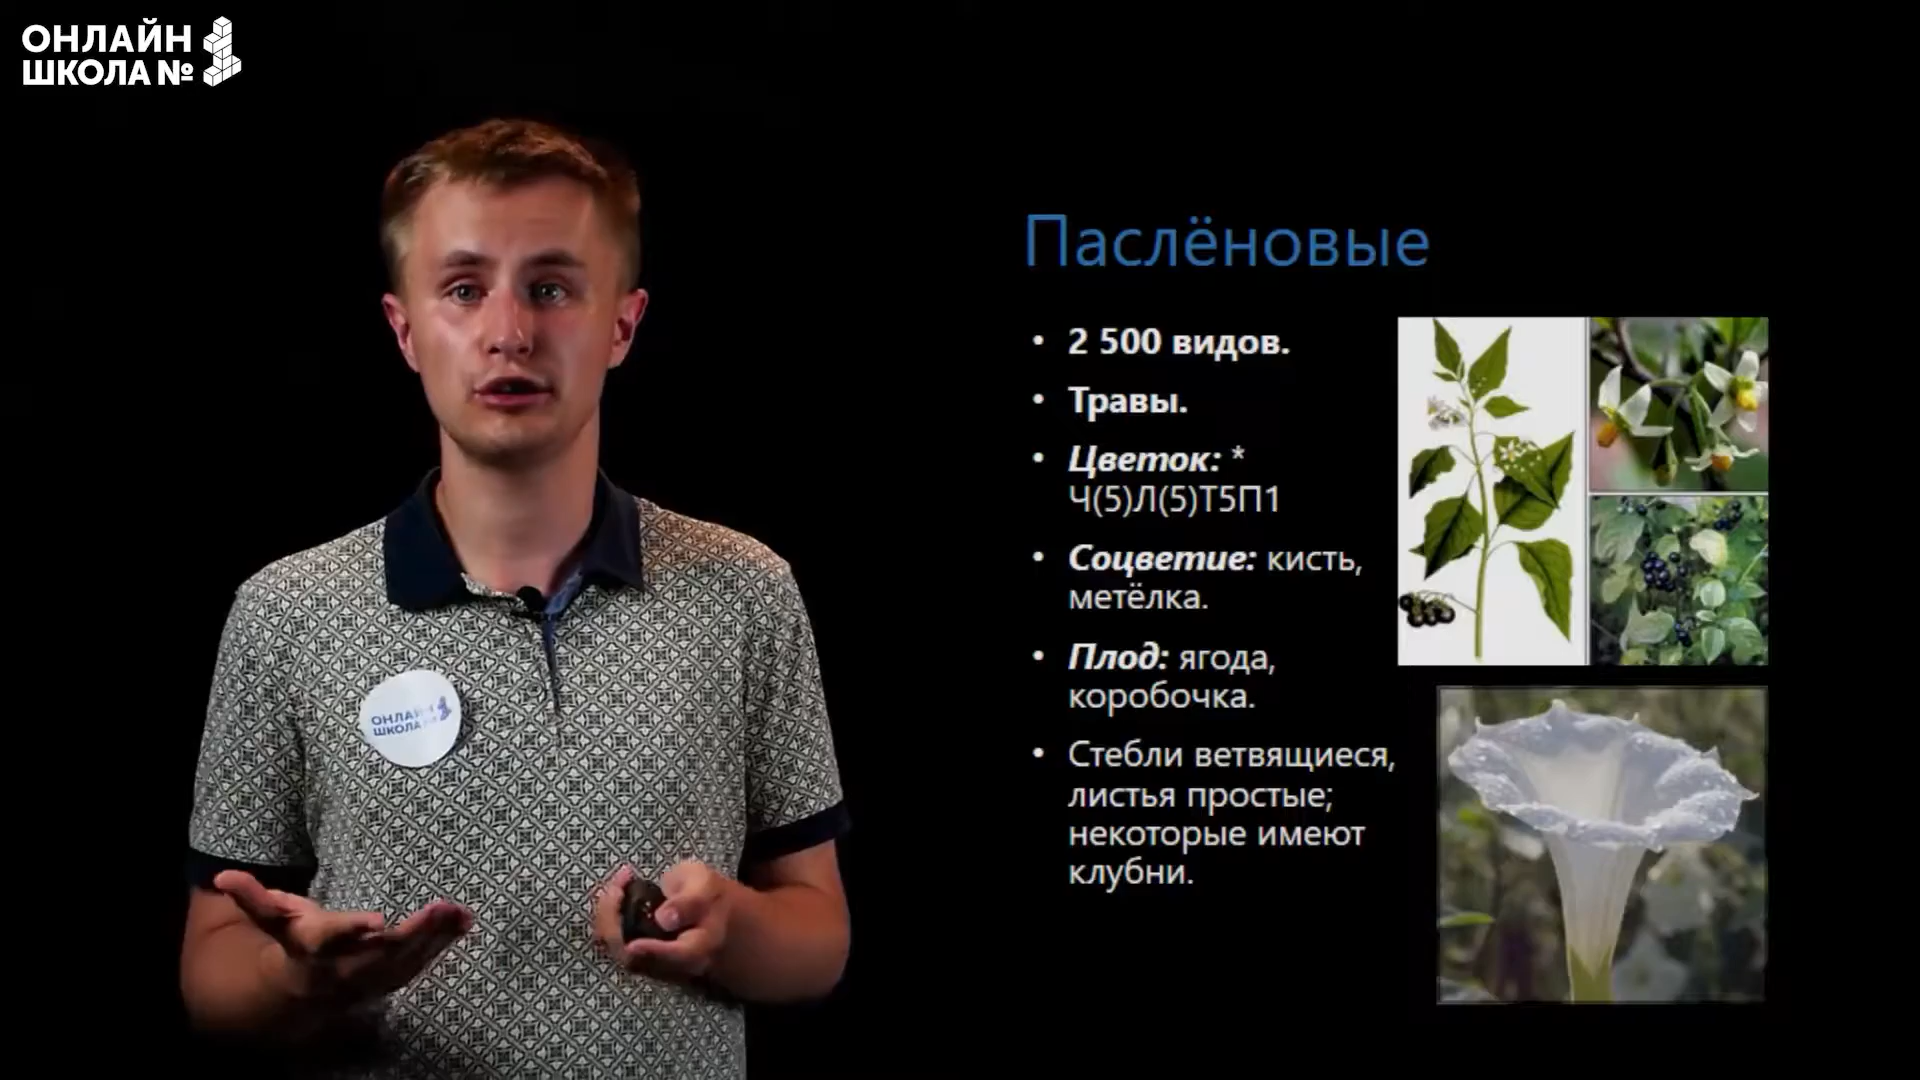 ОНЛАЙН
ШКОЛА №
Паслёновые
• 2 500 видов.
• Травы.
• Цветок: *
Ч(5)Л(5)Т5П1
• Соцветие: кисть,
метёлка.
• Плод: ягода,
коробочка.
• Стебли ветвящиеся,
листья простые;
некоторые имеют
клубни.
ОНЛАЙН
ШКОЛА №